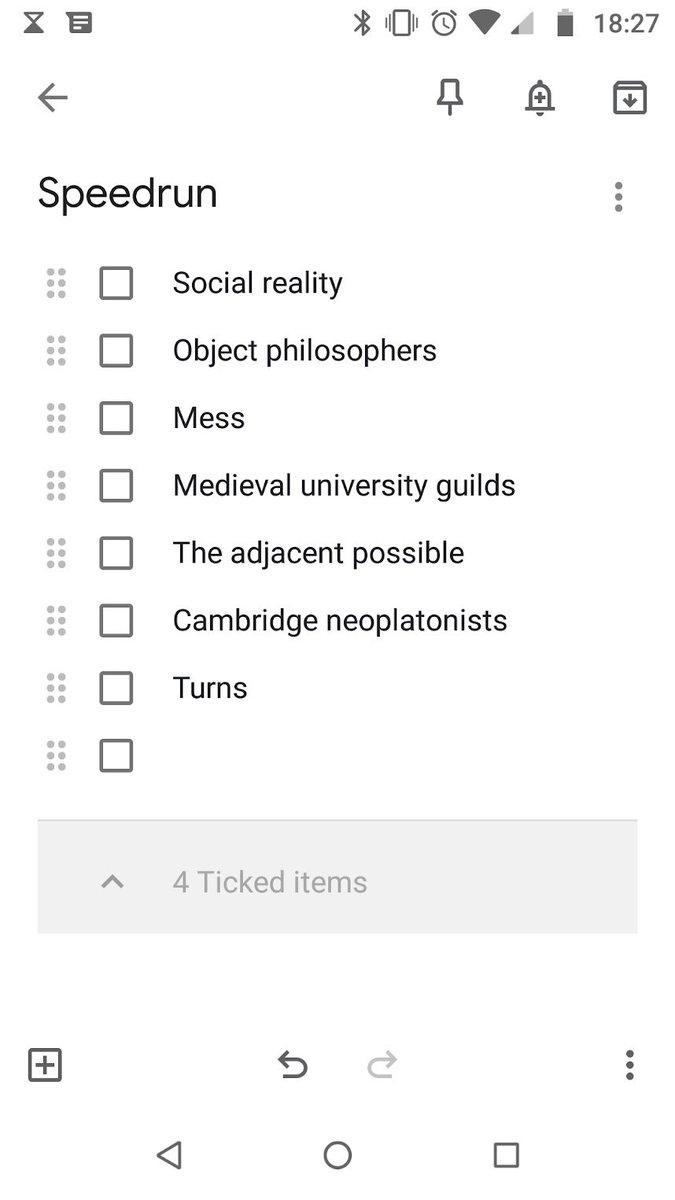 18:27
Speedrun
Social reality
Object philosophers
Mess
Medieval university guilds
The adjacent possible
Cambridge neoplatonists
Turns
4 Ticked items